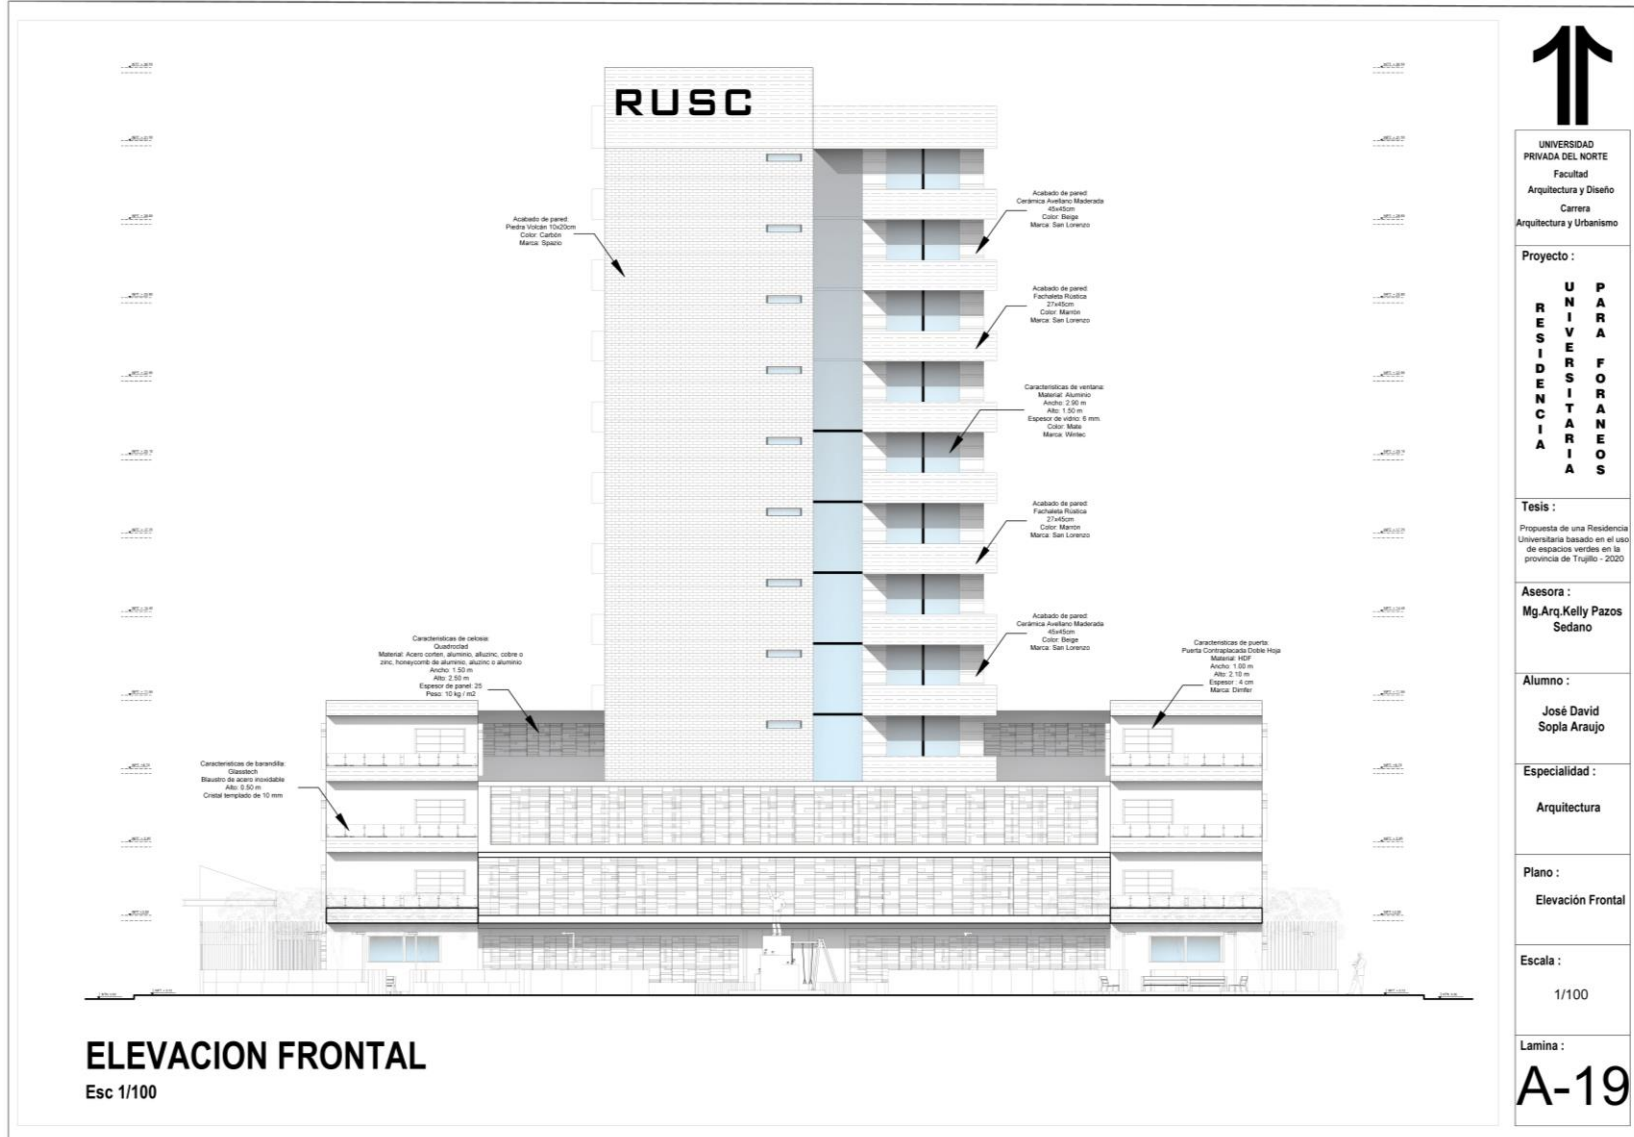 RUSC
Acabado de pared:
Piedra Volcán 10x20cm
Color: Carbón
Marca: Spazio
Acabado de pared:
Cerámica Avellano Maderada
45x45cm
Color: Beige
Marca: San Lorenzo
Acabado de pared:
Fachaleta Rústica
27x45cm
Color: Marrón
Marca: San Lorenzo
Características de ventana:
Material: Aluminio
Ancho: 2.90 m
Alto: 1.50 m
Espesor de vidrio: 6 mm
Color: Mate
Marca: Wintec
Acabado de pared:
Fachaleta Rústica
27x45cm
Color: Marrón
Marca: San Lorenzo
Acabado de pared:
Cerámica Avellano Maderada
45x45cm
Color: Beige
Marca: San Lorenzo
Características de celosia:
Quadroclad
Material: Acero corten, aluminio, alluzinc, cobre o
zinc, honeycomb de aluminio, aluzinc o aluminio
Ancho: 1.50 m
Alto: 2.50 m
Espesor de panel: 25
Peso: 10 kg / m2
Características de puerta:
Puerta Contraplacada Doble Hoja
Material: HDF
Ancho: 1.00 m
Alto: 2.10 m
Espesor : 4 cm
Marca: Dimfer
Características de barandilla:
Glasstech
Blaustro de acero inoxidable
Alto: 0.50 m
Cristal templado de 10 mm
ELEVACION FRONTAL
Esc 1/100
UNIVERSIDAD
PRIVADA DEL NORTE
Facultad
Arquitectura y Diseño
Carrera
Arquitectura y Urbanismo
Proyecto :
RESIDENCIA
UNIVERSITARIA
PARA FORANEOS
Tesis :
Propuesta de una Residencia
Universitaria basado en el uso
de espacios verdes en la
provincia de Trujillo - 2020
Asesora :
Mg.Arq.Kelly Pazos
Sedano
Alumno :
José David
Sopla Araujo
Especialidad :
Arquitectura
Plano :
Elevación Frontal
Escala :
1/100
Lamina :
A-19